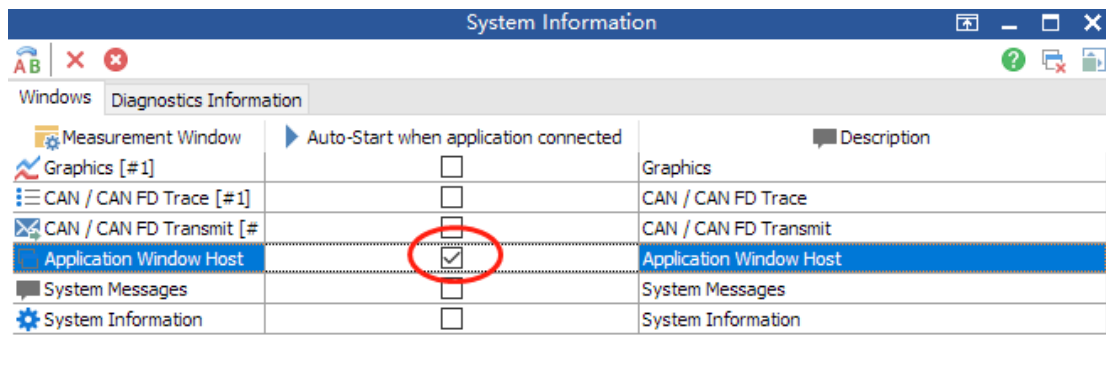 System Information
AB
Windows Diagnostics Information
Measurement Window Auto-Start when application connected Description
Graphics [#1] Graphics
CAN / CAN FD Trace [#1] CAN / CAN FD Trace
CAN / CAN FD Transmit [# CAN / CAN FD Transmit
Application Window Host Application Window Host
System Messages System Messages
System Information System Information